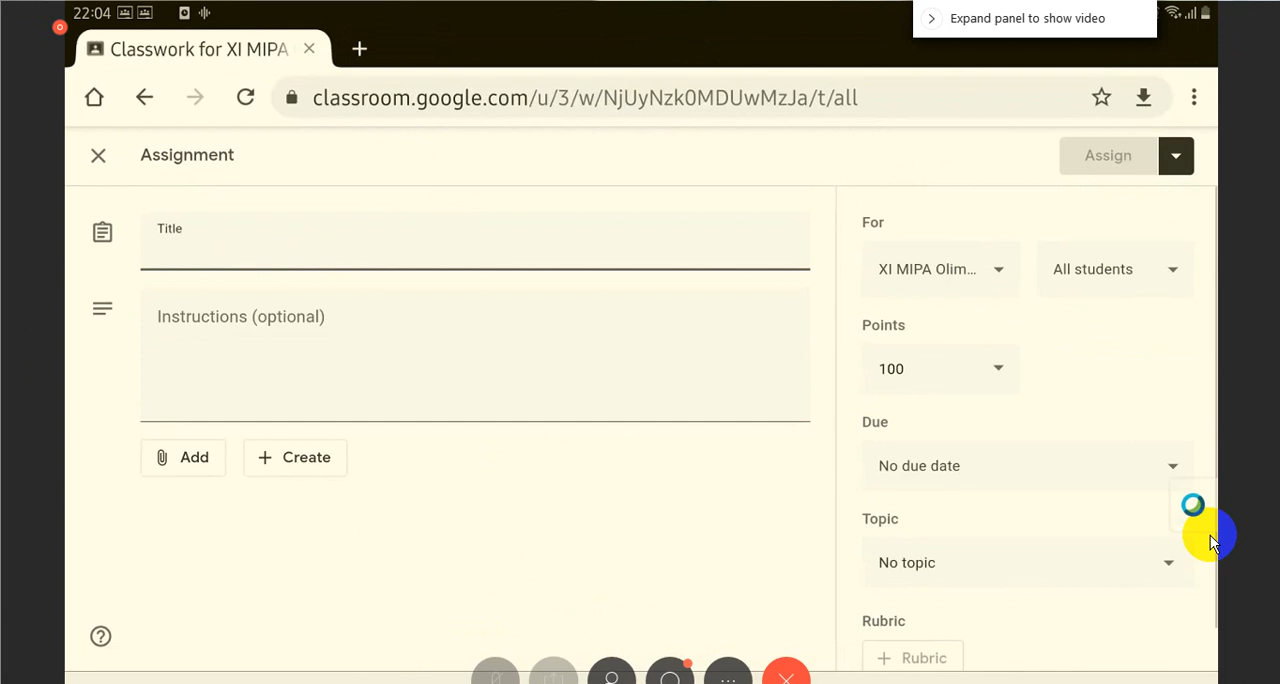 22:04
Expand panel to show video
Classwork for XI MIPA
classroom.google.com/u/3/w/NjUyNzk0MDUwMzJa/t/all
Assignment
Assign
Title
Instructions (optional)
Add
Create
For
XI MIPA Olim...
All students
Points
100
Due
No due date
Topic
No topic
Rubric
Rubric